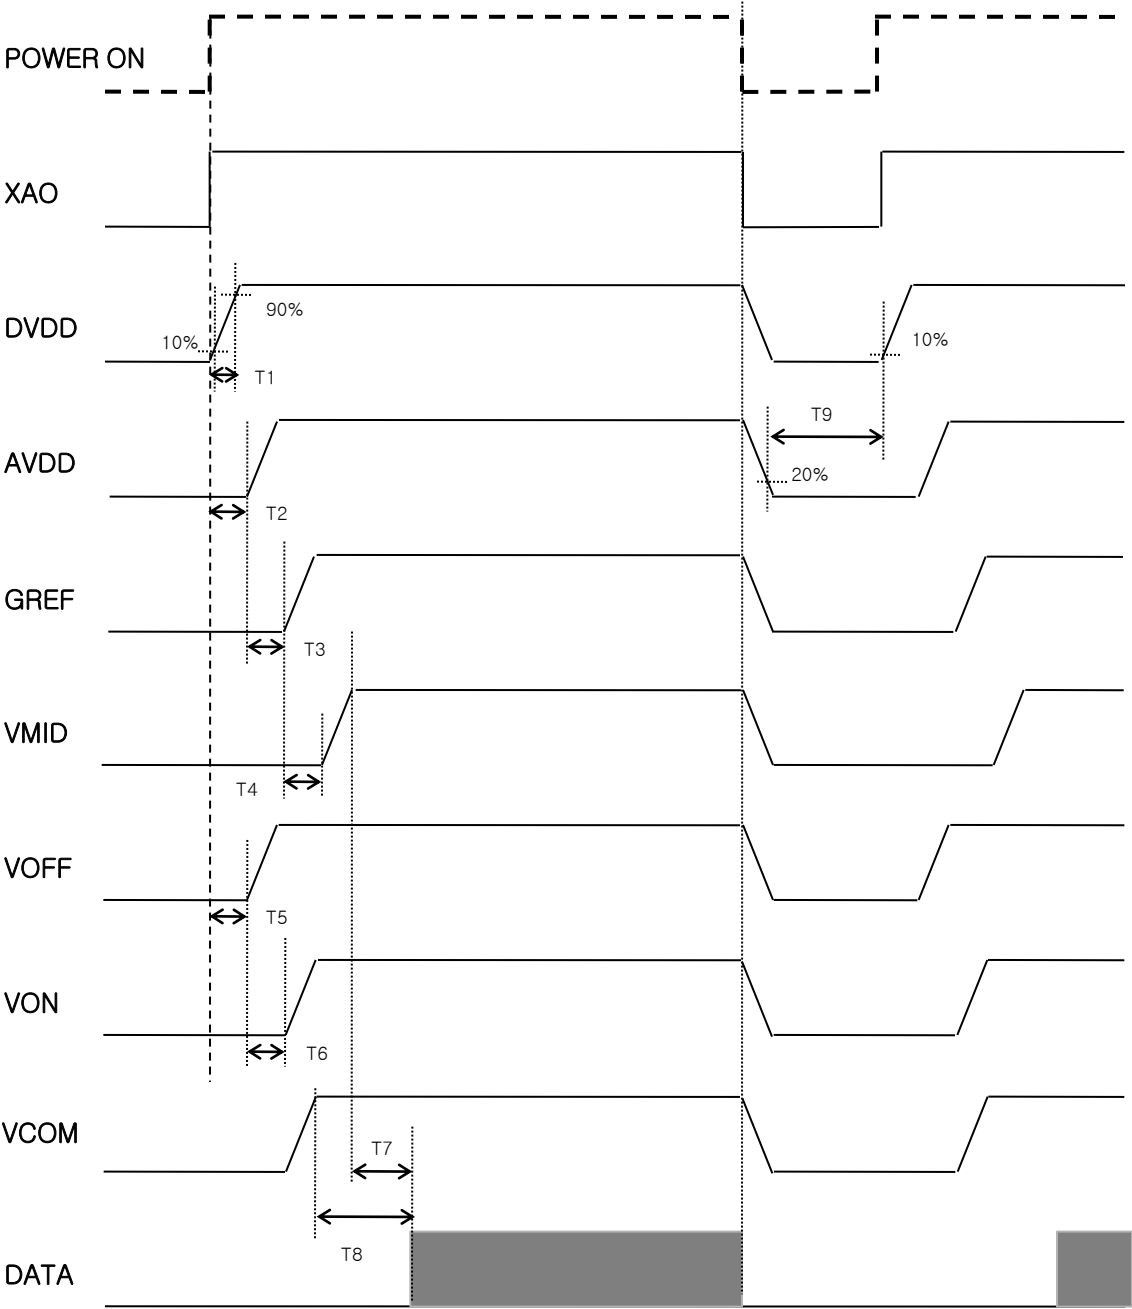 POWER ON
XAO
90%
DVDD
10%
10%
T1
T9
AVDD
20%
T2
GREF
T3
VMID
T4
VOFF
T5
VON
T6
VCOM
T7
T8
DATA